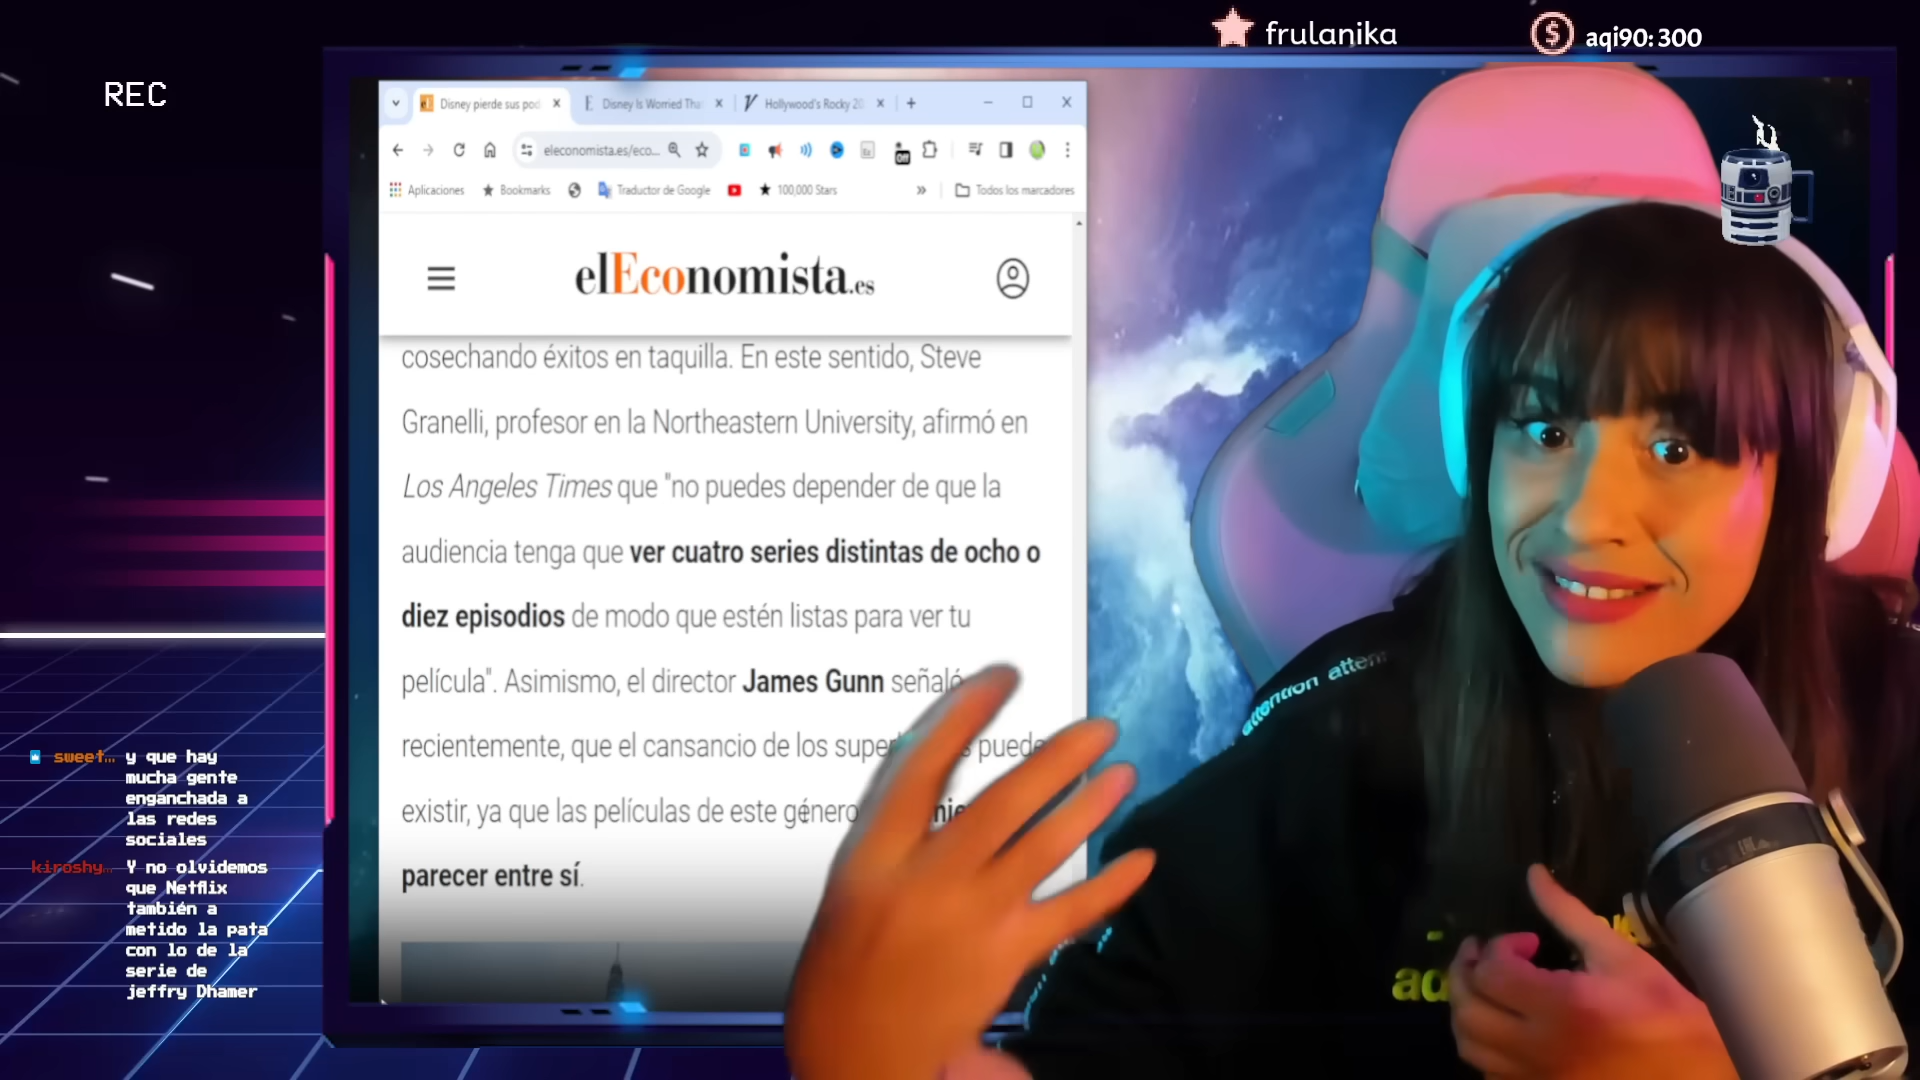 frulanika
aqi90: 300
REC
Disney pierde sus pod
Disney Is Worried Tha
Hollywood's Rocky 20
eleconomista.es/eco...
Off
Aplicaciones
Bookmarks
Traductor de Google
100,000 Stars
»
Todos los marcadores
elEconomista.es
cosechando éxitos en taquilla. En este sentido, Steve
Granelli, profesor en la Northeastern University, afirmó en
Los Angeles Times que "no puedes depender de que la
audiencia tenga que ver cuatro series distintas de ocho o
diez episodios de modo que estén listas para ver tu
película". Asimismo, el director James Gunn señaló
recientemente, que el cansancio de los puede
existir, ya que las películas de este género
parecer entre sí.
attention atten
sweet... y que hay
mucha gente
enganchada a
las redes
sociales
kiroshy... Y no olvidemos
que Netflix
también a
metido la pata
con lo de la
serie de
jeffry Dhamer